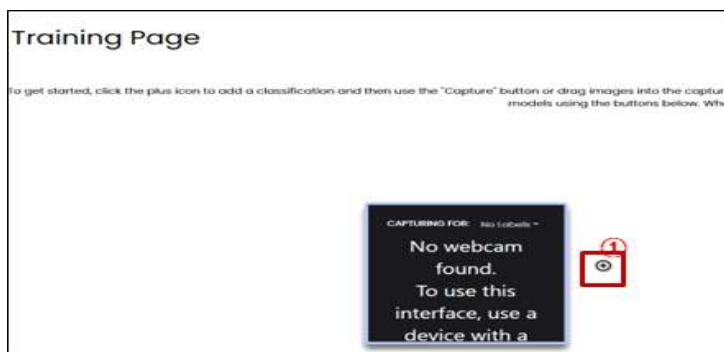 Training Page
To get started, click the plus icon to add a classification and then use the "Capture" button or drag images into the captur
models using the buttons below. Whe
CAPTURING FOR: No Labels
No webcam
found.
To use this
interface, use a
device with a
1